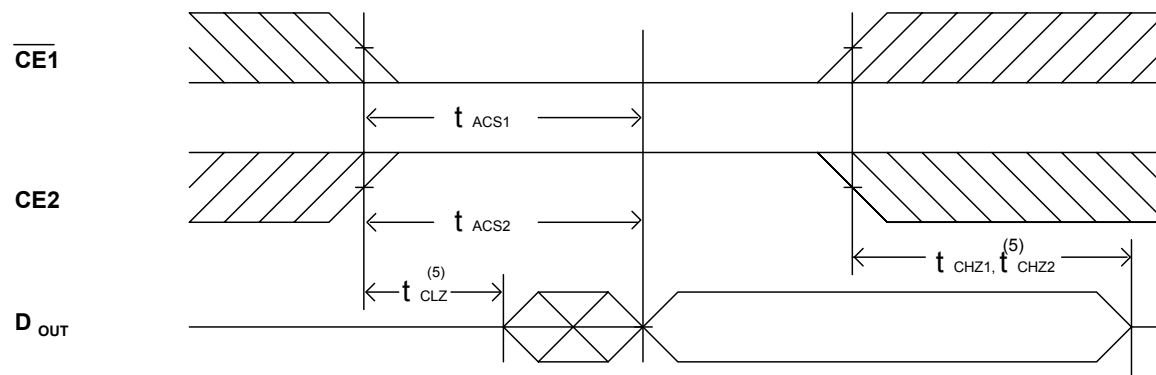 CE1
t ACS1
CE2
t ACS2
t CHZ1, t CHZ2 (5)
t CLZ (5)
D OUT